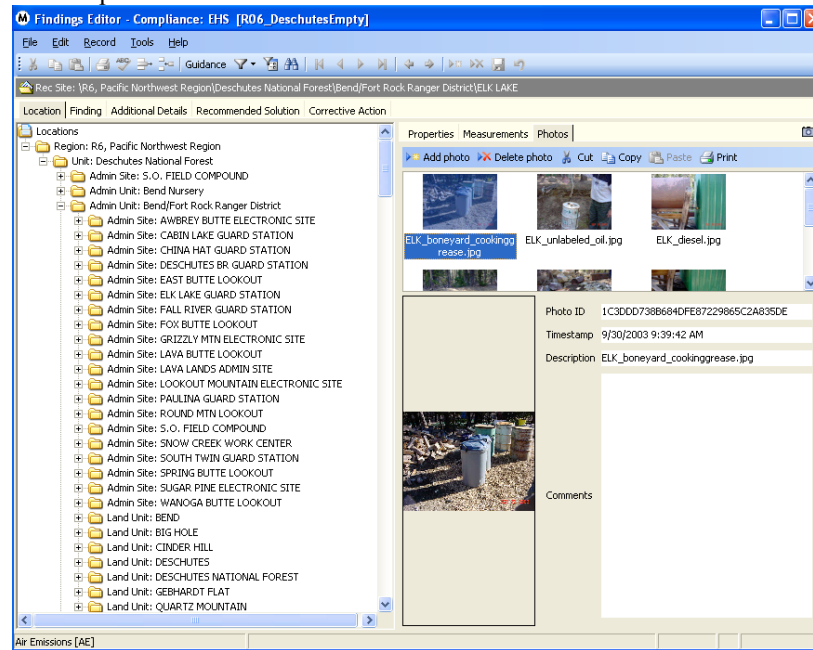 Findings Editor - Compliance: EHS [R06_DeschutesEmpty]
File Edit Record Tools Help
Guidance
Rec Site: \R6, Pacific Northwest Region\Deschutes National Forest\Bend/Fort Rock Ranger District\ELK LAKE
Location Finding Additional Details Recommended Solution Corrective Action
Locations
Region: R6, Pacific Northwest Region
Unit: Deschutes National Forest
Admin Site: S.O. FIELD COMPOUND
Admin Unit: Bend Nursery
Admin Unit: Bend/Fort Rock Ranger District
Admin Site: AWBREY BUTTE ELECTRONIC SITE
Admin Site: CABIN LAKE GUARD STATION
Admin Site: CHINA HAT GUARD STATION
Admin Site: DESCHUTES BR GUARD STATION
Admin Site: EAST BUTTE LOOKOUT
Admin Site: ELK LAKE GUARD STATION
Admin Site: FALL RIVER GUARD STATION
Admin Site: FOX BUTTE LOOKOUT
Admin Site: GRIZZLY MTN ELECTRONIC SITE
Admin Site: LAVA BUTTE LOOKOUT
Admin Site: LAVA LANDS ADMIN SITE
Admin Site: LOOKOUT MOUNTAIN ELECTRONIC SITE
Admin Site: PAULINA GUARD STATION
Admin Site: ROUND MTN LOOKOUT
Admin Site: S.O. FIELD COMPOUND
Admin Site: SNOW CREEK WORK CENTER
Admin Site: SOUTH TWIN GUARD STATION
Admin Site: SPRING BUTTE LOOKOUT
Admin Site: SUGAR PINE ELECTRONIC SITE
Admin Site: WANOGA BUTTE LOOKOUT
Land Unit: BEND
Land Unit: BIG HOLE
Land Unit: CINDER HILL
Land Unit: DESCHUTES
Land Unit: DESCHUTES NATIONAL FOREST
Land Unit: GEBHARDT FLAT
Land Unit: QUARTZ MOUNTAIN
Properties Measurements Photos
Add photo Delete photo Cut Copy Paste Print
ELK_boneyard_cookingg
rease.jpg
ELK_unlabeled_oil.jpg
ELK_diesel.jpg
Photo ID 1C3DDD738B684DFE87229865C2A835DE
Timestamp 9/30/2003 9:39:42 AM
Description ELK_boneyard_cookinggrease.jpg
Comments
Air Emissions [AE]